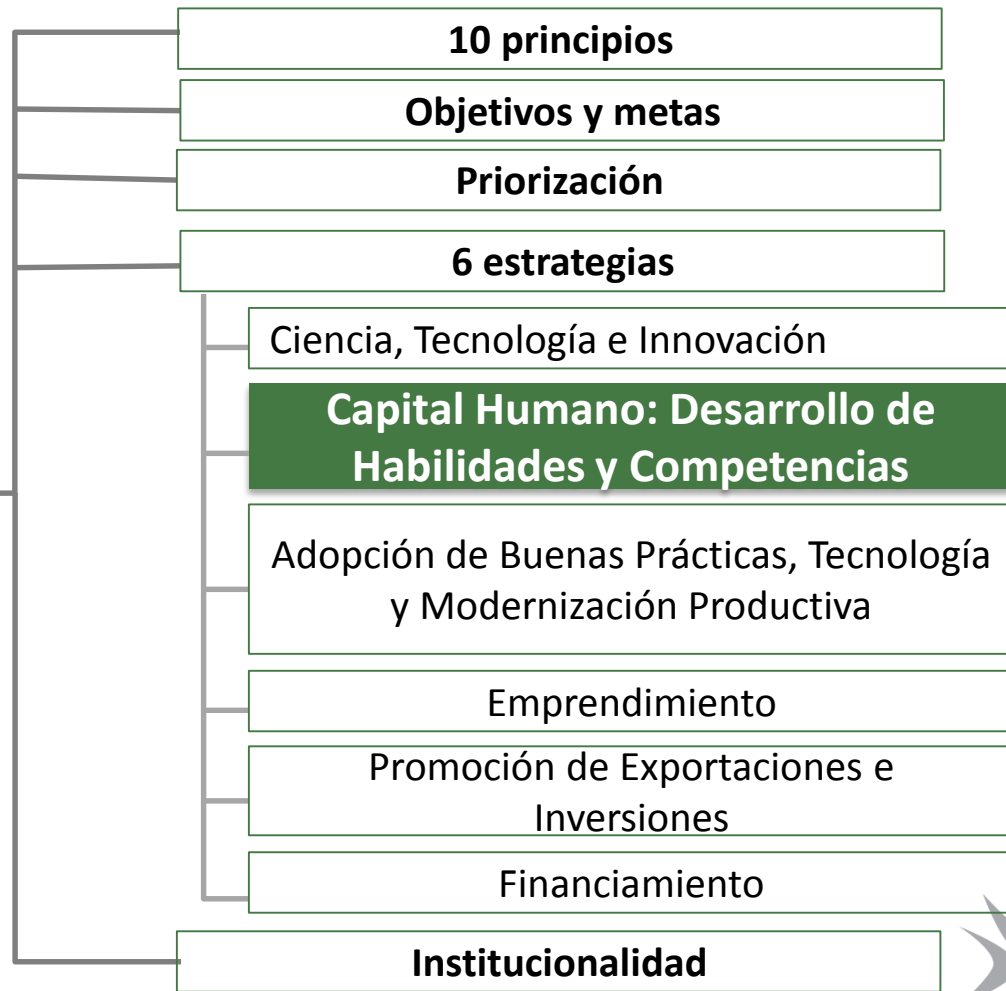 10 principios
Objetivos y metas
Priorización
6 estrategias
Ciencia, Tecnología e Innovación
Capital Humano: Desarrollo de
Habilidades y Competencias
Adopción de Buenas Prácticas, Tecnología
y Modernización Productiva
Emprendimiento
Promoción de Exportaciones e
Inversiones
Financiamiento
Institucionalidad